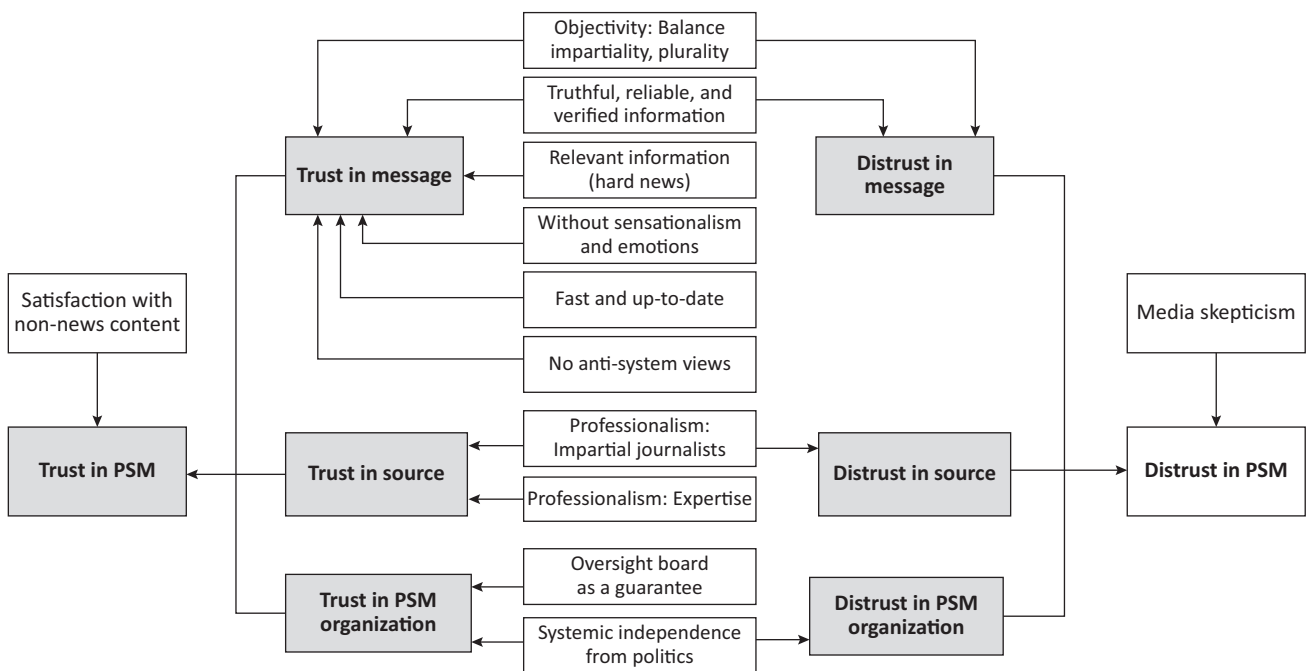 Objectivity: Balance
impartiality, plurality
Truthful, reliable, and
verified information
Trust in message
Relevant information
(hard news)
Distrust in
message
Without sensationalism
and emotions
Satisfaction with
non-news content
Fast and up-to-date
Media skepticism
No anti-system views
Trust in PSM
Trust in source
Professionalism:
Impartial journalists
Professionalism: Expertise
Distrust in source
Distrust in PSM
Trust in PSM
organization
Oversight board
as a guarantee
Systemic independence
from politics
Distrust in PSM
organization